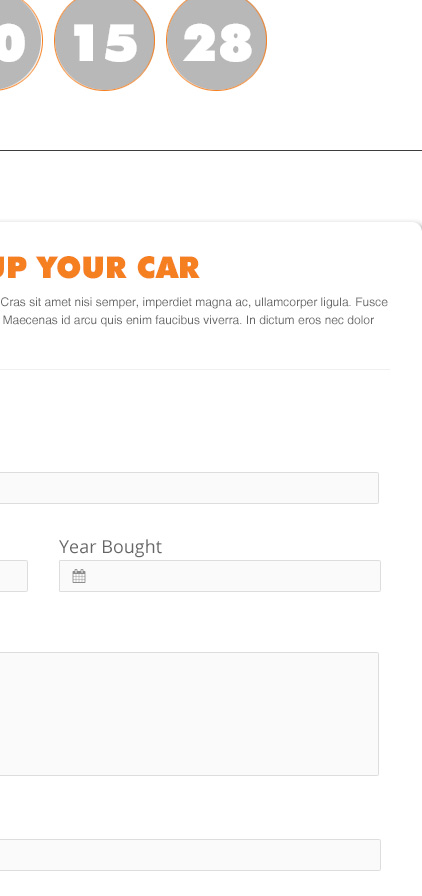 0 15 28
UP YOUR CAR
Cras sit amet nisi semper, imperdiet magna ac, ullamcorper ligula. Fusce
Maecenas id arcu quis enim faucibus viverra. In dictum eros nec dolor
Year Bought